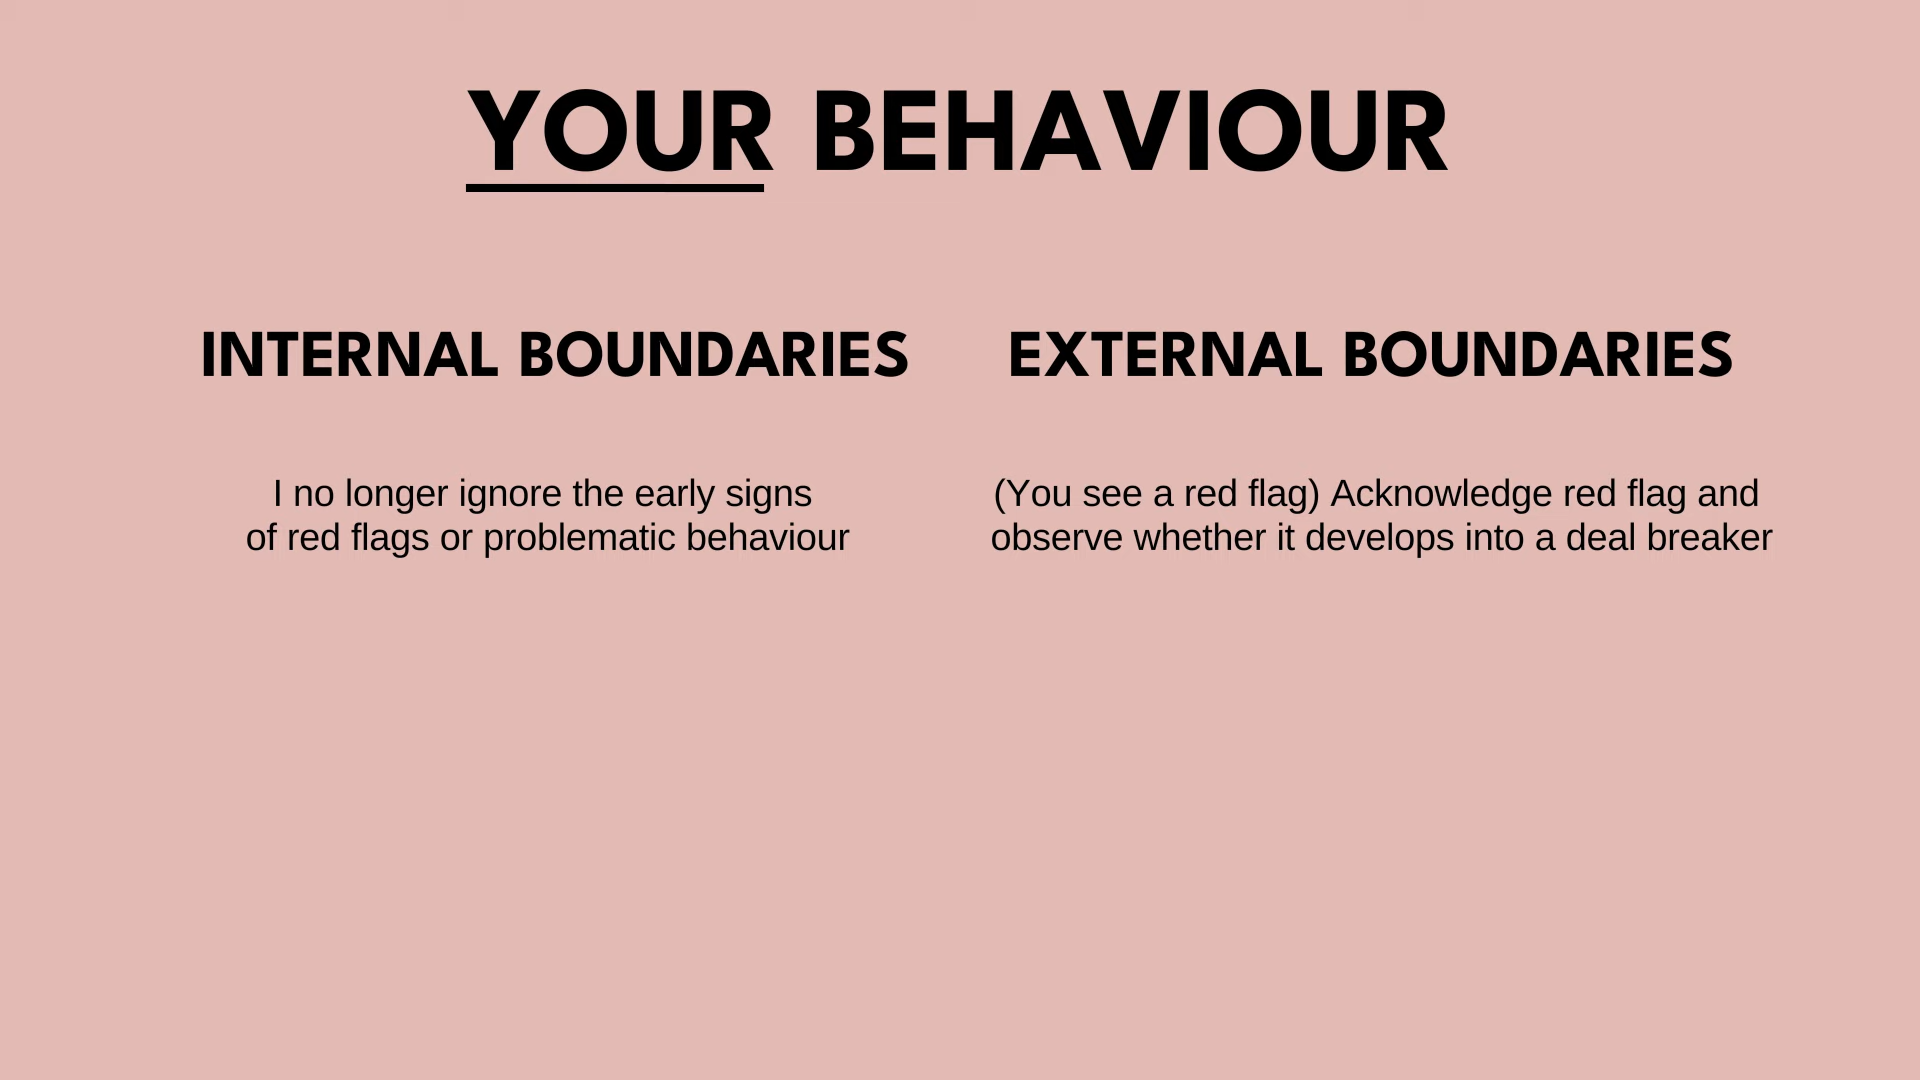 YOUR BEHAVIOUR
INTERNAL BOUNDARIES
I no longer ignore the early signs
of red flags or problematic behaviour
EXTERNAL BOUNDARIES
(You see a red flag) Acknowledge red flag and
observe whether it develops into a deal breaker